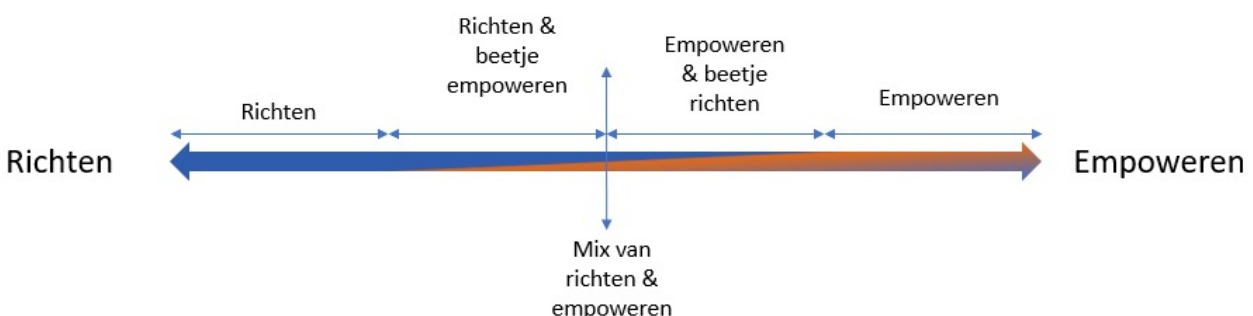 Richten &
beetje
empoweren
Empoweren
& beetje
richten
Richten
Empoweren
Richten
Empoweren
Mix van
richten &
empoweren